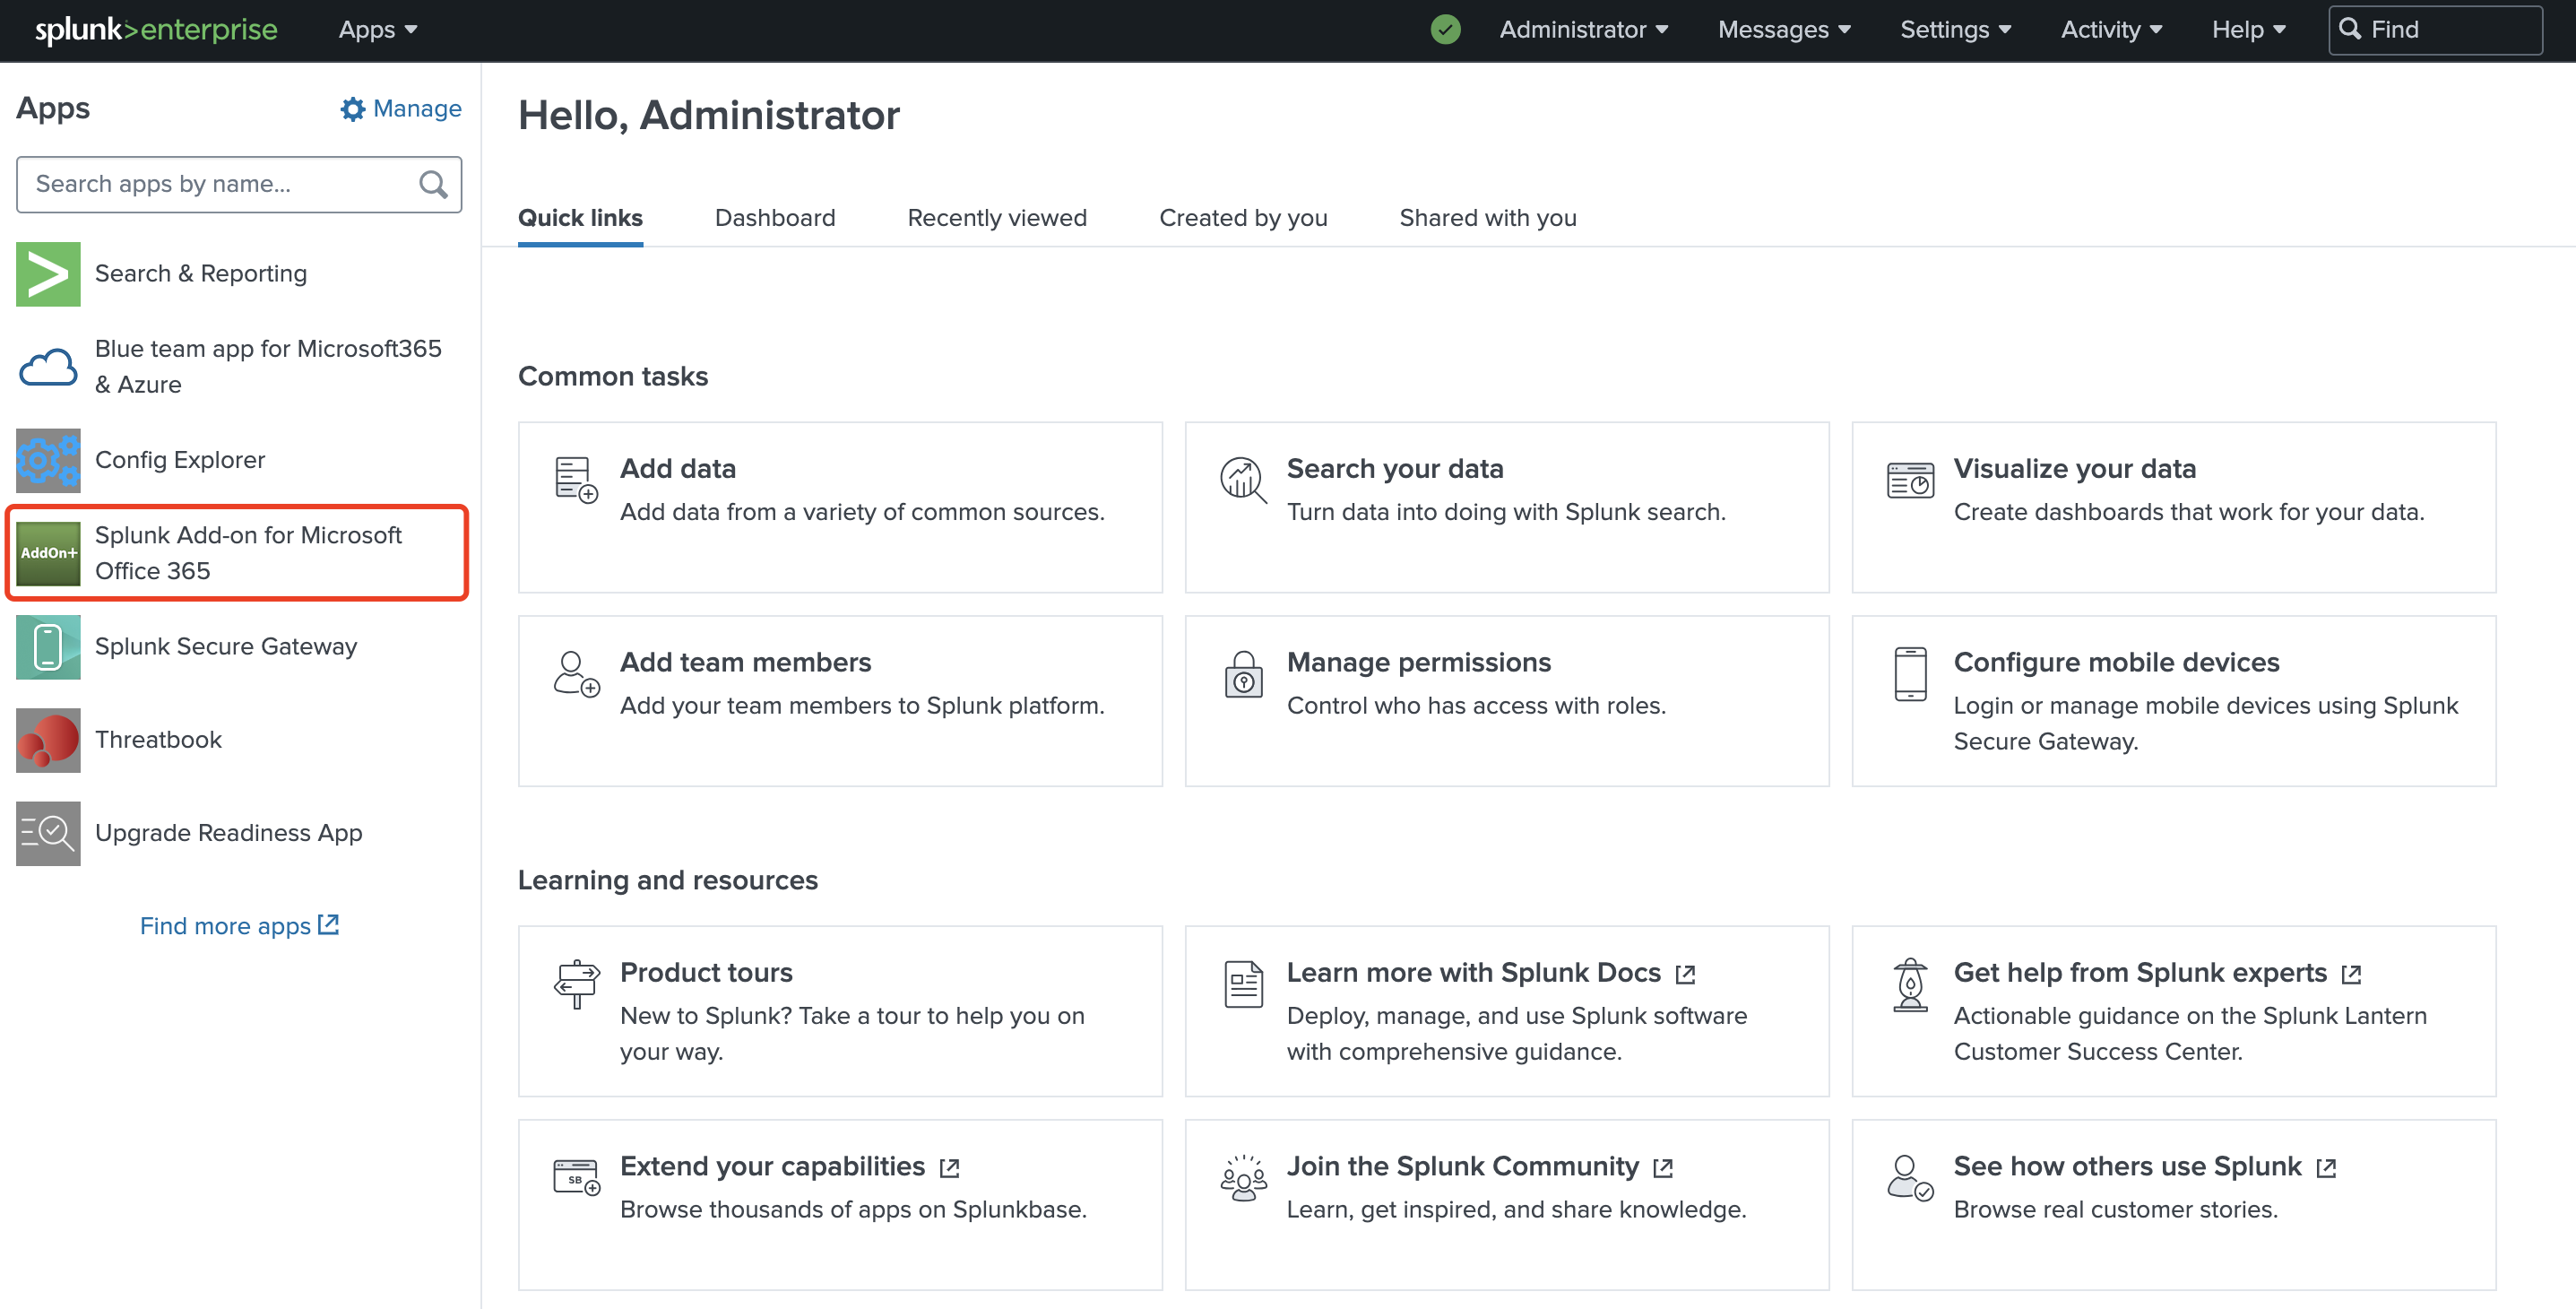 splunk>enterprise
Apps
Administrator
Messages
Settings
Activity
Help
Find
Apps
Manage
Search apps by name...
Search & Reporting
Blue team app for Microsoft365
& Azure
Config Explorer
AddOn+
Splunk Add-on for Microsoft
Office 365
Splunk Secure Gateway
Threatbook
Upgrade Readiness App
Find more apps
Hello, Administrator
Quick links
Dashboard
Recently viewed
Created by you
Shared with you
Common tasks
Add data
Add data from a variety of common sources.
Search your data
Turn data into doing with Splunk search.
Visualize your data
Create dashboards that work for your data.
Add team members
Add your team members to Splunk platform.
Manage permissions
Control who has access with roles.
Configure mobile devices
Login or manage mobile devices using Splunk
Secure Gateway.
Learning and resources
Product tours
New to Splunk? Take a tour to help you on
your way.
Learn more with Splunk Docs
Deploy, manage, and use Splunk software
with comprehensive guidance.
Get help from Splunk experts
Actionable guidance on the Splunk Lantern
Customer Success Center.
SB
Extend your capabilities
Browse thousands of apps on Splunkbase.
Join the Splunk Community
Learn, get inspired, and share knowledge.
See how others use Splunk
Browse real customer stories.